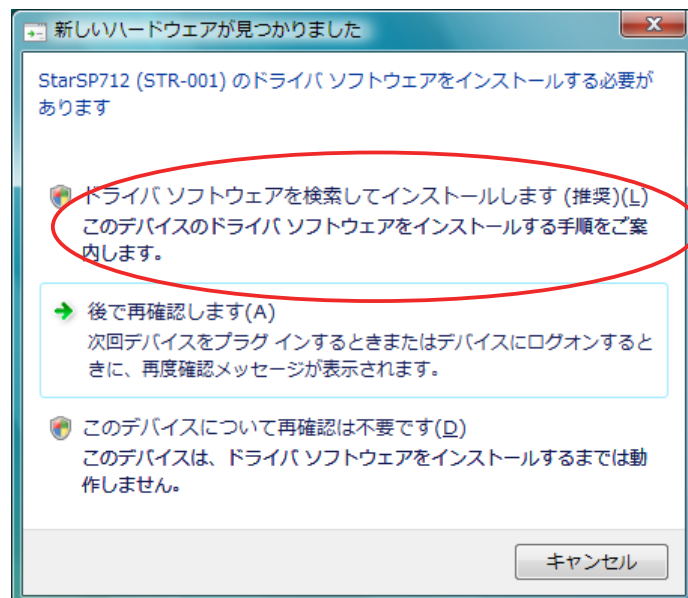 新しいハードウェアが見つかりました
StarSP712 (STR-001) のドライバ ソフトウェアをインストールする必要が
あります
ドライバ ソフトウェアを検索してインストールします (推奨)(L)
このデバイスのドライバ ソフトウェアをインストールする手順をご案
内します。
後で再確認します(A)
次回デバイスをプラグ インするときまたはデバイスにログオンすると
きに、再度確認メッセージが表示されます。
このデバイスについて再確認は不要です(D)
このデバイスは、ドライバ ソフトウェアをインストールするまでは動
作しません。
キャンセル